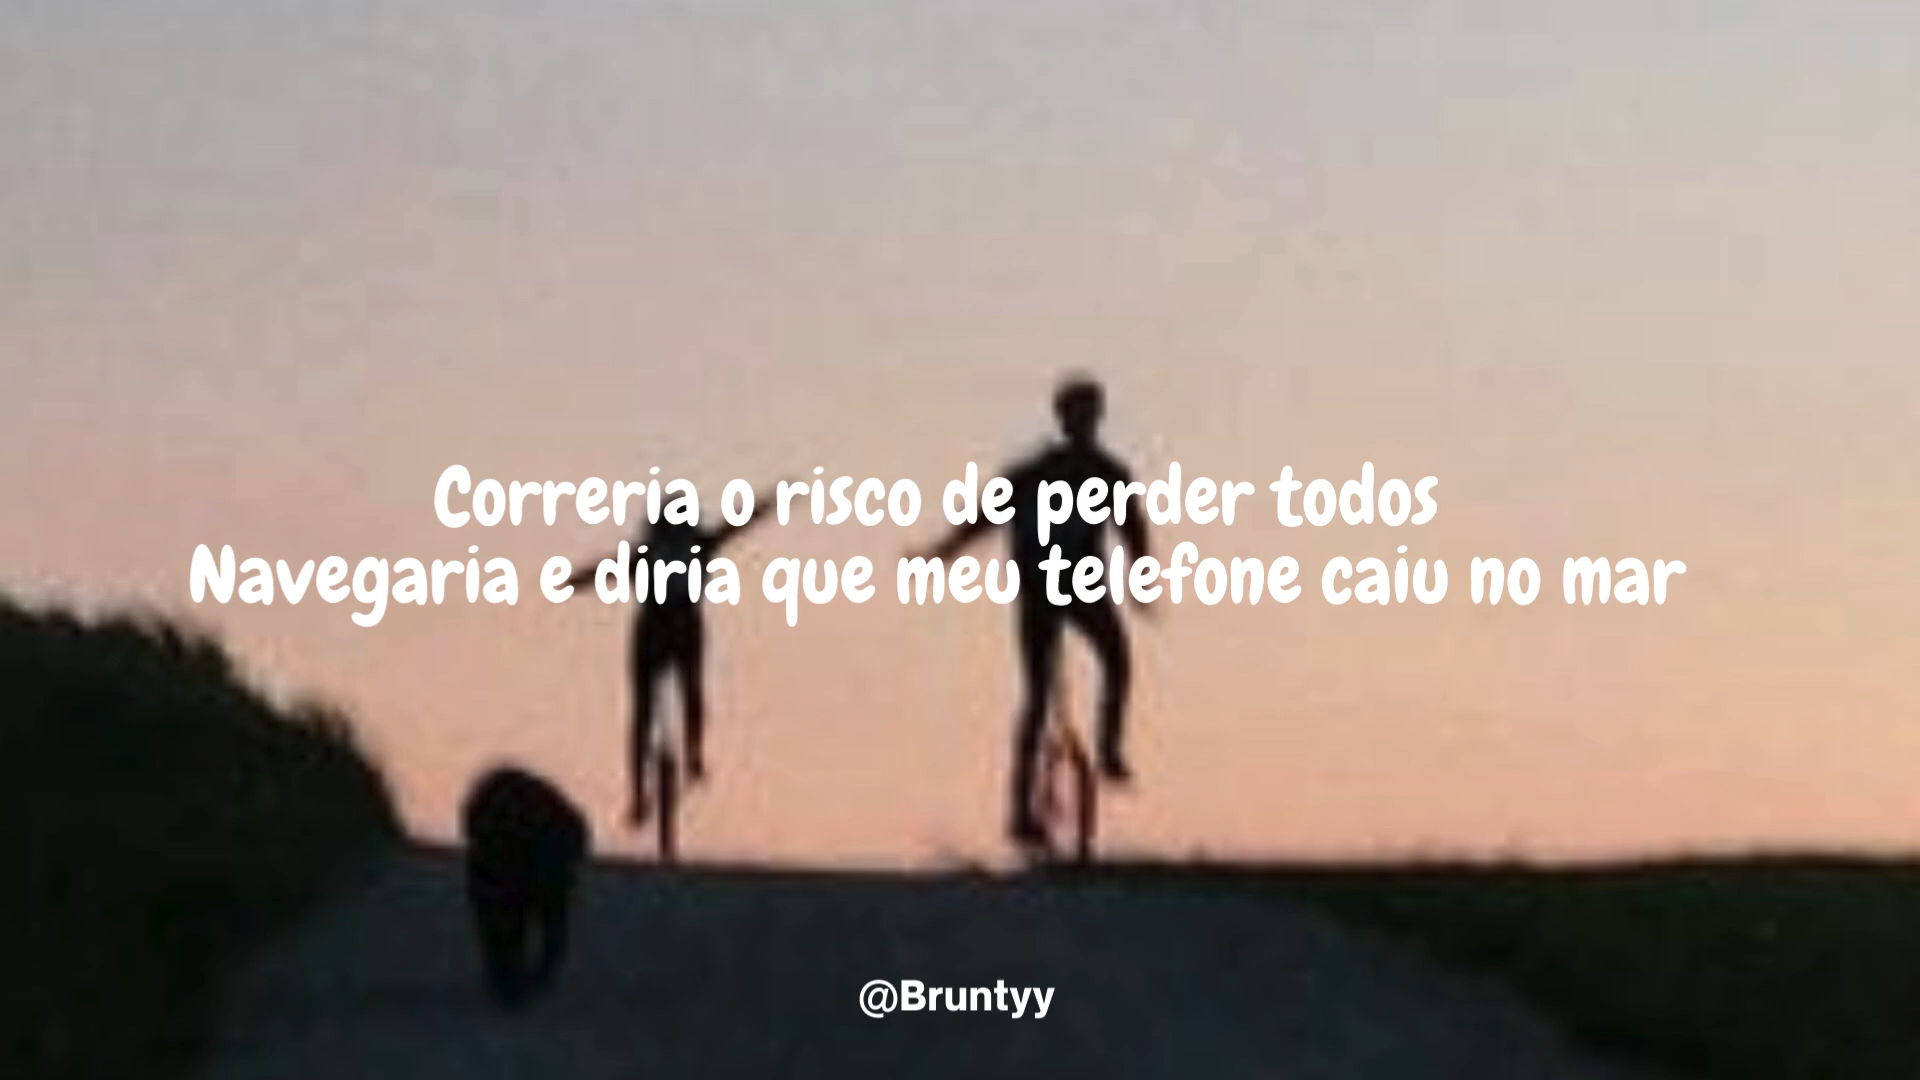 Correria o risco de perder todos
Navegaria e diria que meu telefone caiu no mar
@Bruntyy